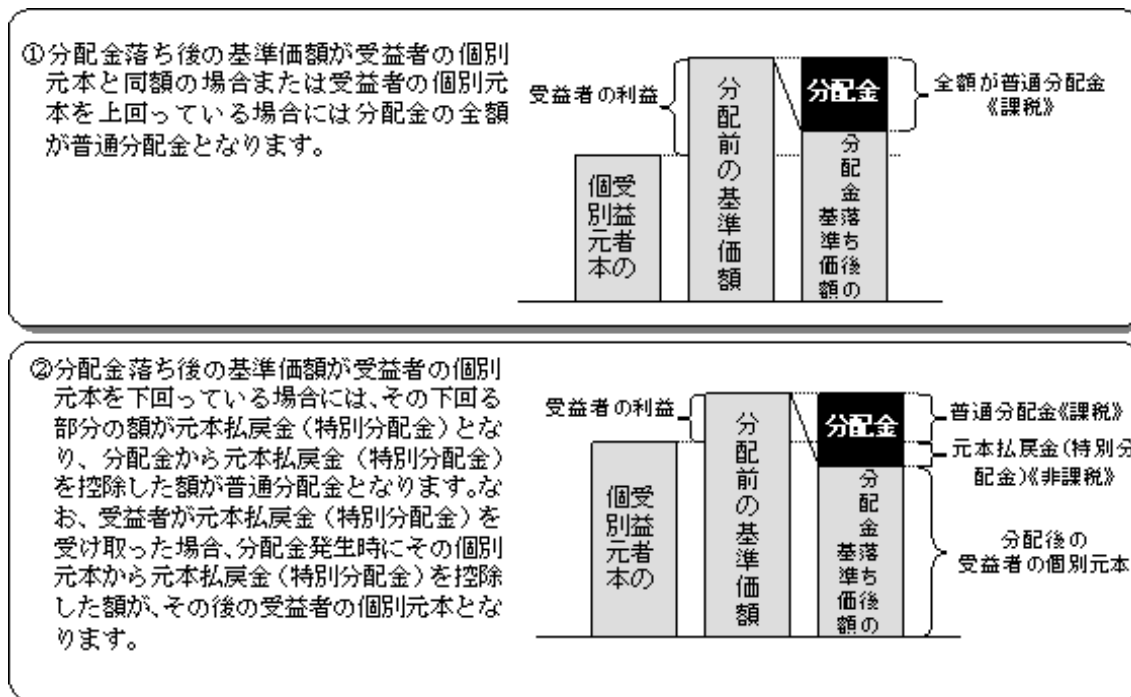 ①分配金落ち後の基準価額が受益者の個別
元本と同額の場合または受益者の個別元
本を上回っている場合には分配金の全額
が普通分配金となります。
受益者の利益
受益者の
個別元本
分配前の基準価額
分配金
分配金落ち後の
基準価額
全額が普通分配金
《課税》
②分配金落ち後の基準価額が受益者の個別
元本を下回っている場合には、その下回る
部分の額が元本払戻金（特別分配金）とな
り、分配金から元本払戻金（特別分配金）
を控除した額が普通分配金となります。な
お、受益者が元本払戻金（特別分配金）を
受け取った場合、分配金発生時にその個別
元本から元本払戻金（特別分配金）を控除
した額が、その後の受益者の個別元本とな
ります。
受益者の利益
受益者の
個別元本
分配前の基準価額
分配金
分配金落ち後の
基準価額
普通分配金《課税》
元本払戻金（特別分
配金）《非課税》
分配後の
受益者の個別元本